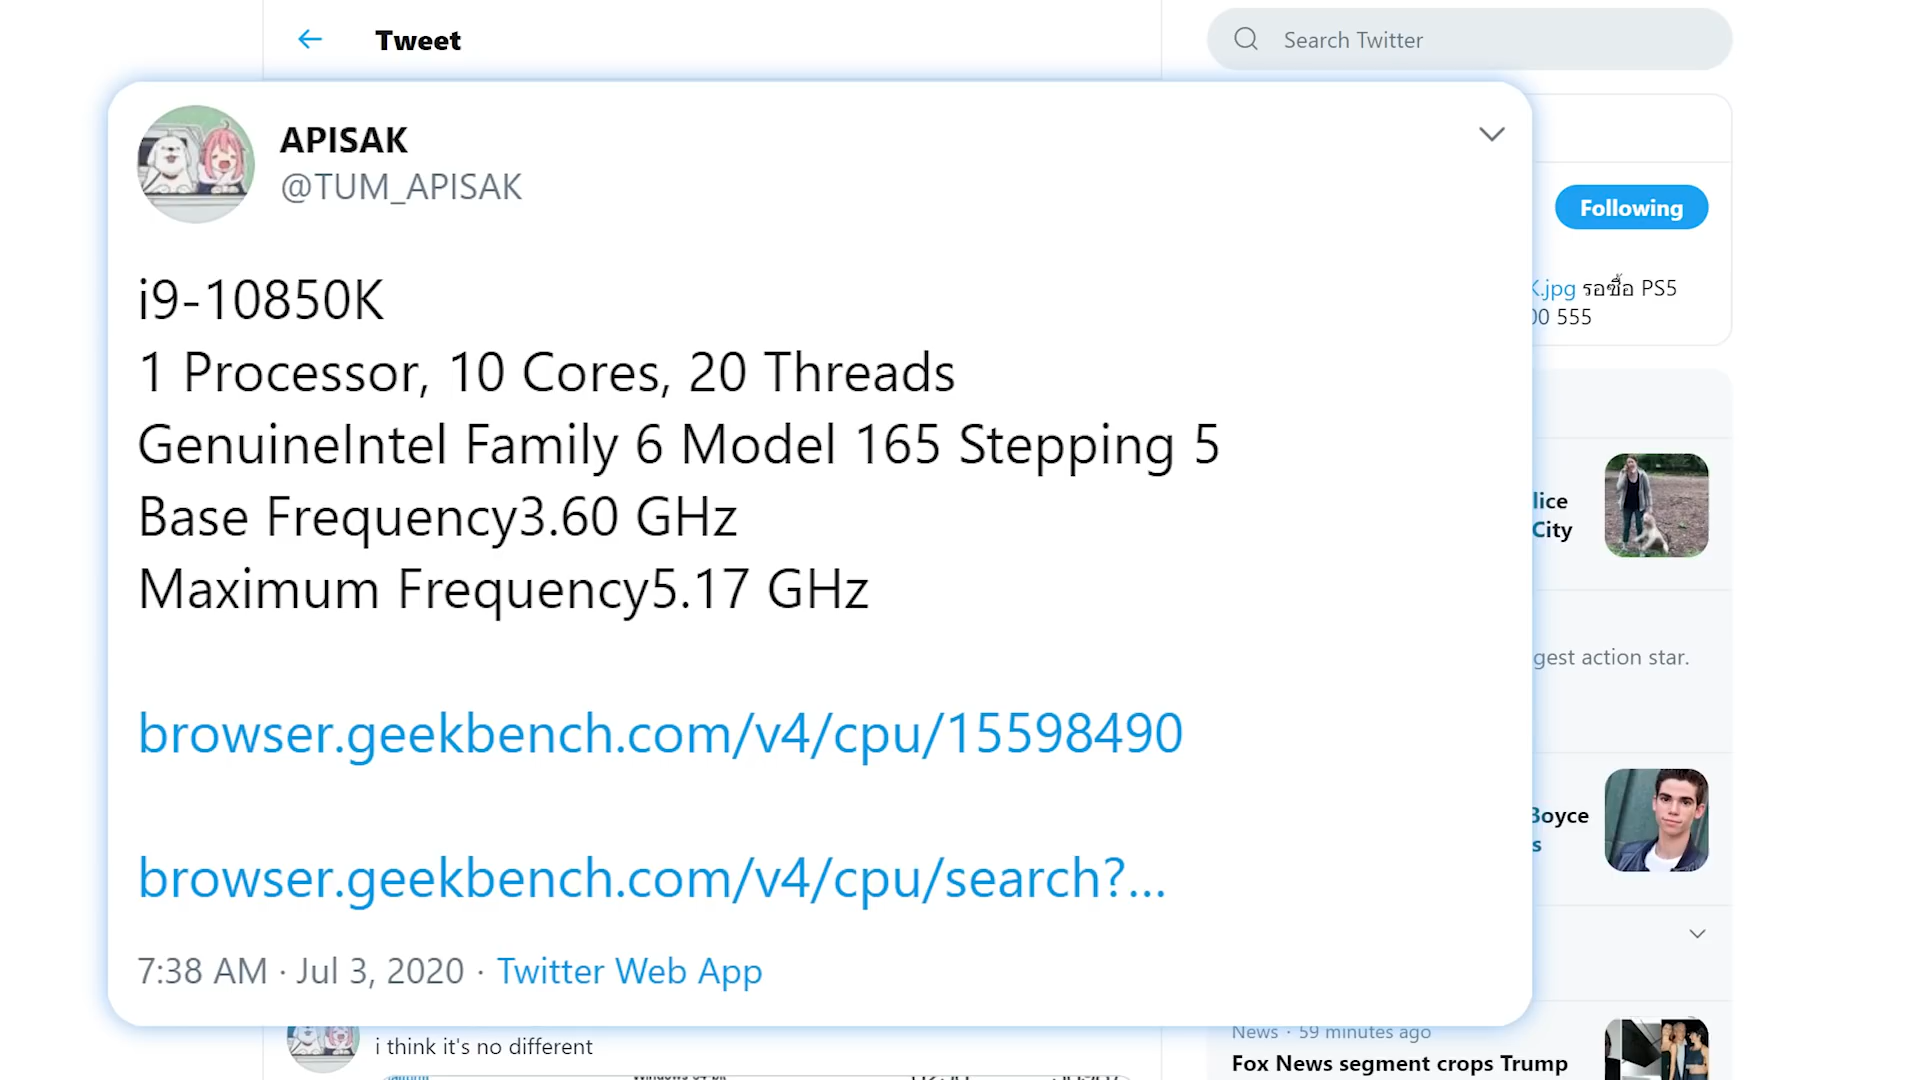 Tweet
Search Twitter
APISAK
@TUM_APISAK
i9-10850K
1 Processor, 10 Cores, 20 Threads
GenuineIntel Family 6 Model 165 Stepping 5
Base Frequency3.60 GHz
Maximum Frequency5.17 GHz
browser.geekbench.com/v4/cpu/15598490
browser.geekbench.com/v4/cpu/search?...
7:38 AM · Jul 3, 2020 · Twitter Web App
i think it's no different
Following
.jpg รอซื้อ PS5
555
City
action star.
Boyce
News · 59 minutes ago
Fox News segment crops Trump